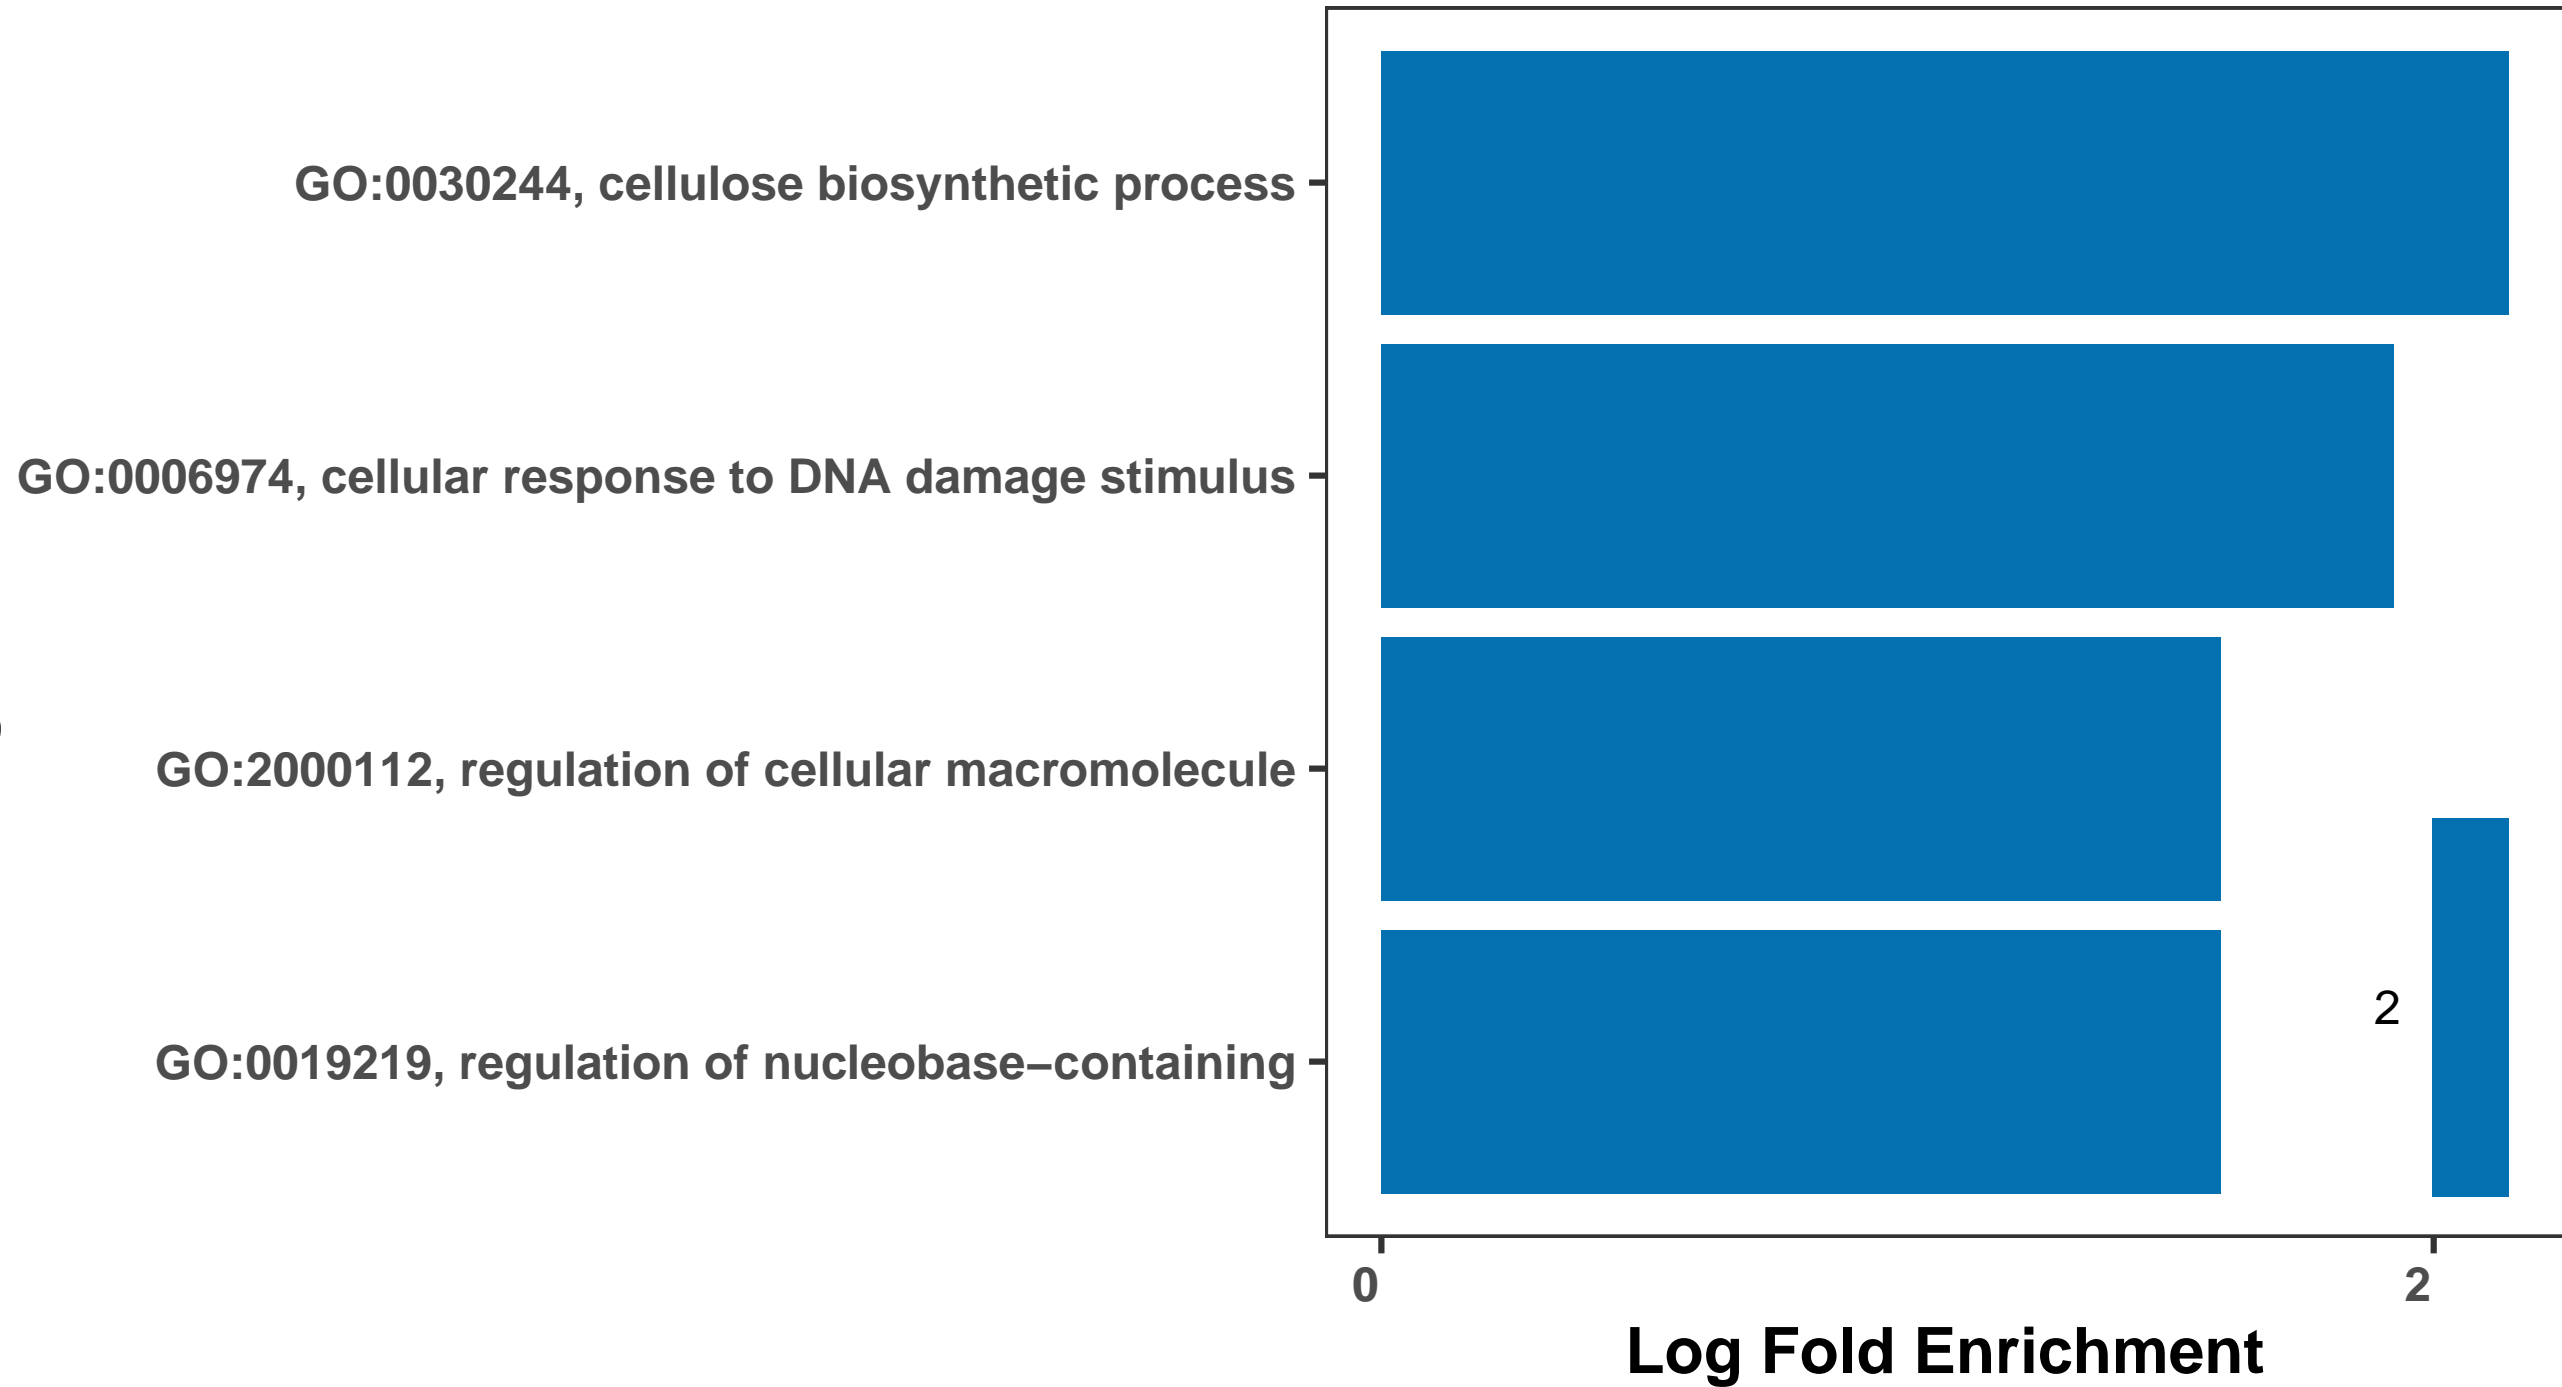 GO:0030244, cellulose biosynthetic process
GO:0006974, cellular response to DNA damage stimulus
GO:2000112, regulation of cellular macromolecule
2
GO:0019219, regulation of nucleobase–containing
0 2
Log Fold Enrichment